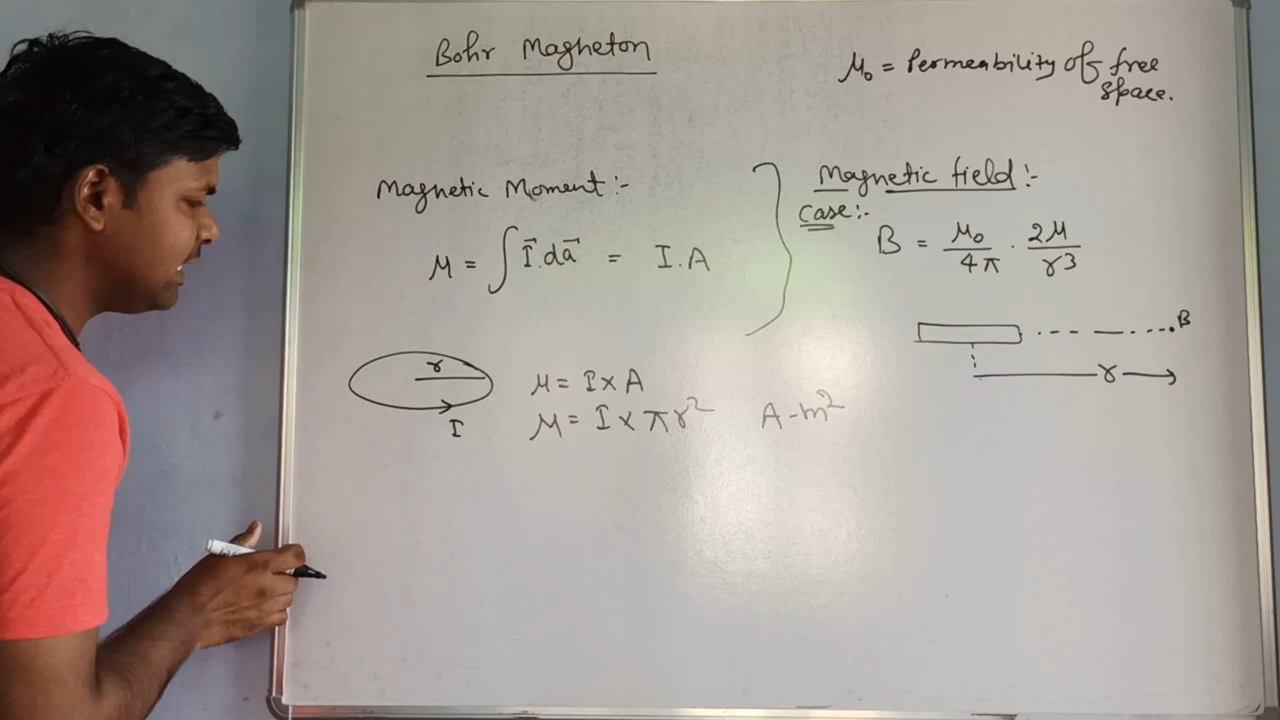 Bohr Magneton
μ₀ = Permeability of free
space.
Magnetic Moment :-
μ = ∫ I⃗.da⃗ = I.A
r
I
μ = I × A
μ = I × πr² A-m²
Magnetic field :-
Case :-
B = μ₀/4π · 2μ/r3
B
r